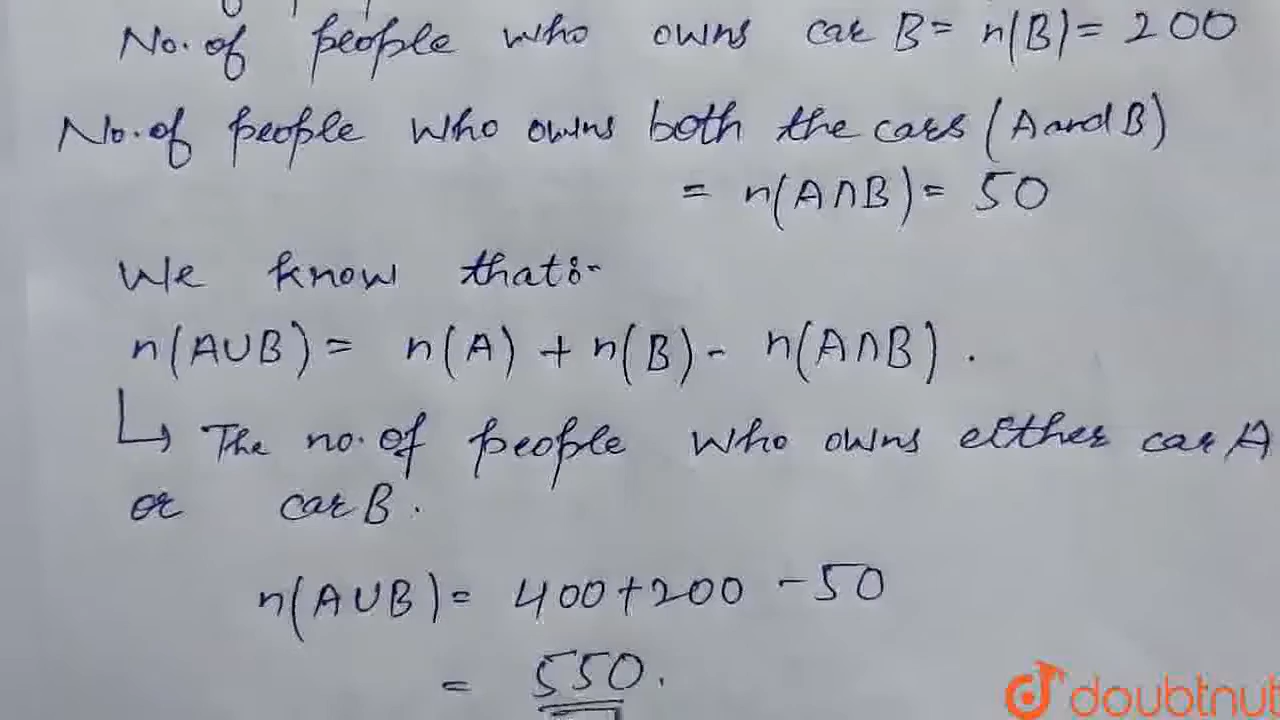 No. of people who owns car B = n(B) = 200
No. of people who owns both the cars (A and B)
= n(A∩B) = 50
We know that:-
n(A∪B) = n(A) + n(B) - n(A∩B).
↳ The no. of people who owns either car A
or car B.
n(A∪B) = 400 + 200 - 50
= 550.
doubtnut